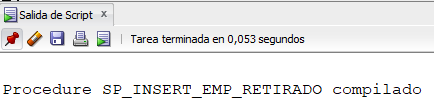 Salida de Script x
Tarea terminada en 0,053 segundos
Procedure SP_INSERT_EMP_RETIRADO compilado